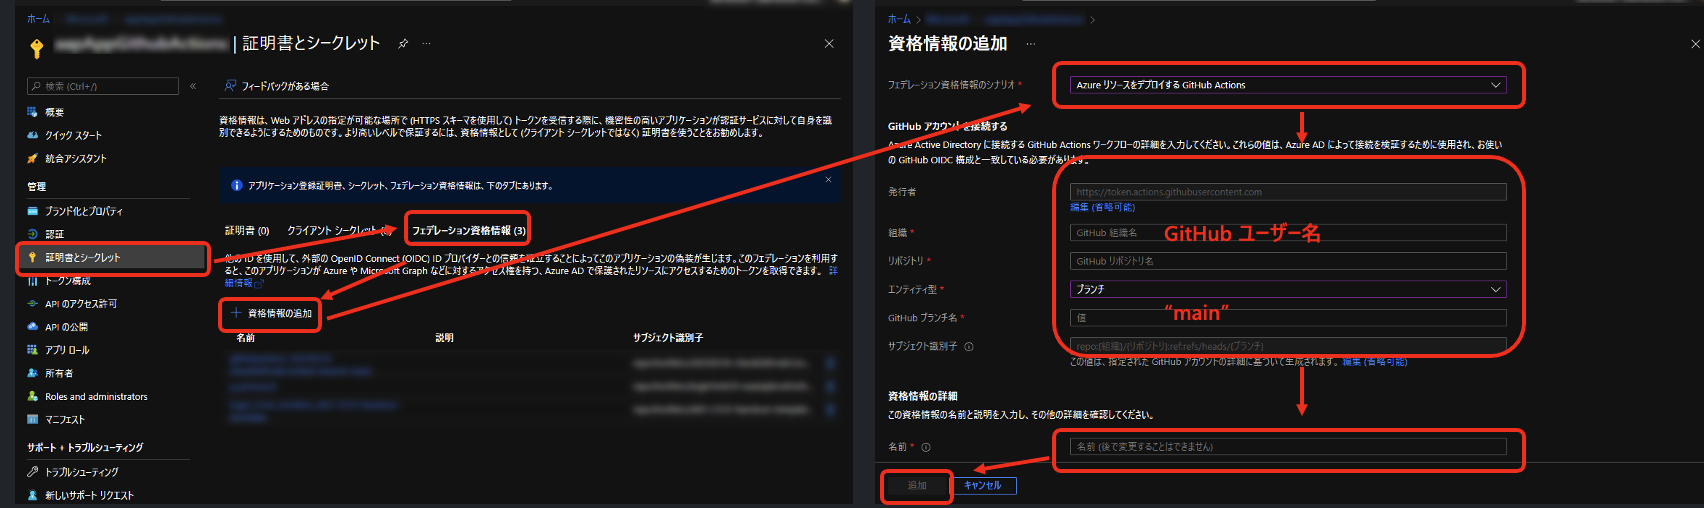 ホーム >
| 証明書とシークレット
検索 (Ctrl+/)
概要
クイック スタート
統合アシスタント
管理
ブランド化とプロパティ
認証
証明書とシークレット
トークン構成
API のアクセス許可
API の公開
アプリ ロール
所有者
Roles and administrators
マニフェスト
サポート + トラブルシューティング
トラブルシューティング
新しいサポート リクエスト
フィードバックがある場合
資格情報は、Web アドレスの指定が可能な場所で (HTTPS スキーマを使用して) トークンを受信する際に、機密性の高いアプリケーションが認証サービスに対して自身を識
別できるようにするためのものです。より高いレベルで保証するには、資格情報として (クライアント シークレットではなく) 証明書を使うことをお勧めします。
アプリケーション登録証明書、シークレット、フェデレーション資格情報は、下のタブにあります。
証明書 (0)
クライアント シークレット
フェデレーション資格情報 (3)
他の ID を使用して、外部の OpenID Connect (OIDC) ID プロバイダーとの信頼を確立することによってこのアプリケーションの偽装が生じます。このフェデレーションを利用す
ると、このアプリケーションが Azure や Microsoft Graph などに対するアクセス権を持つ、Azure AD で保護されたリソースにアクセスするためのトークンを取得できます。 詳
細情報
資格情報の追加
名前 説明 サブジェクト識別子
ホーム >
資格情報の追加
フェデレーション資格情報のシナリオ *
Azure リソースをデプロイする GitHub Actions
GitHub アカウントを接続する
Azure Active Directory に接続する GitHub Actions ワークフローの詳細を入力してください。これらの値は、Azure AD によって接続を検証するために使用され、お使い
の GitHub OIDC 構成と一致している必要があります。
発行者
https://token.actions.githubusercontent.com
編集 (省略可能)
組織 *
GitHub 組織名
GitHub ユーザー名
リポジトリ *
GitHub リポジトリ名
エンティティ型 *
ブランチ
GitHub ブランチ名 *
値
“main”
サブジェクト識別子
repo:{組織}/{リポジトリ}:ref:refs/heads/{ブランチ}
この値は、指定された GitHub アカウントの詳細に基づいて生成されます。 編集 (省略可能)
資格情報の詳細
この資格情報の名前と説明を入力し、その他の詳細を確認してください。
名前 *
名前 (後で変更することはできません)
追加
キャンセル